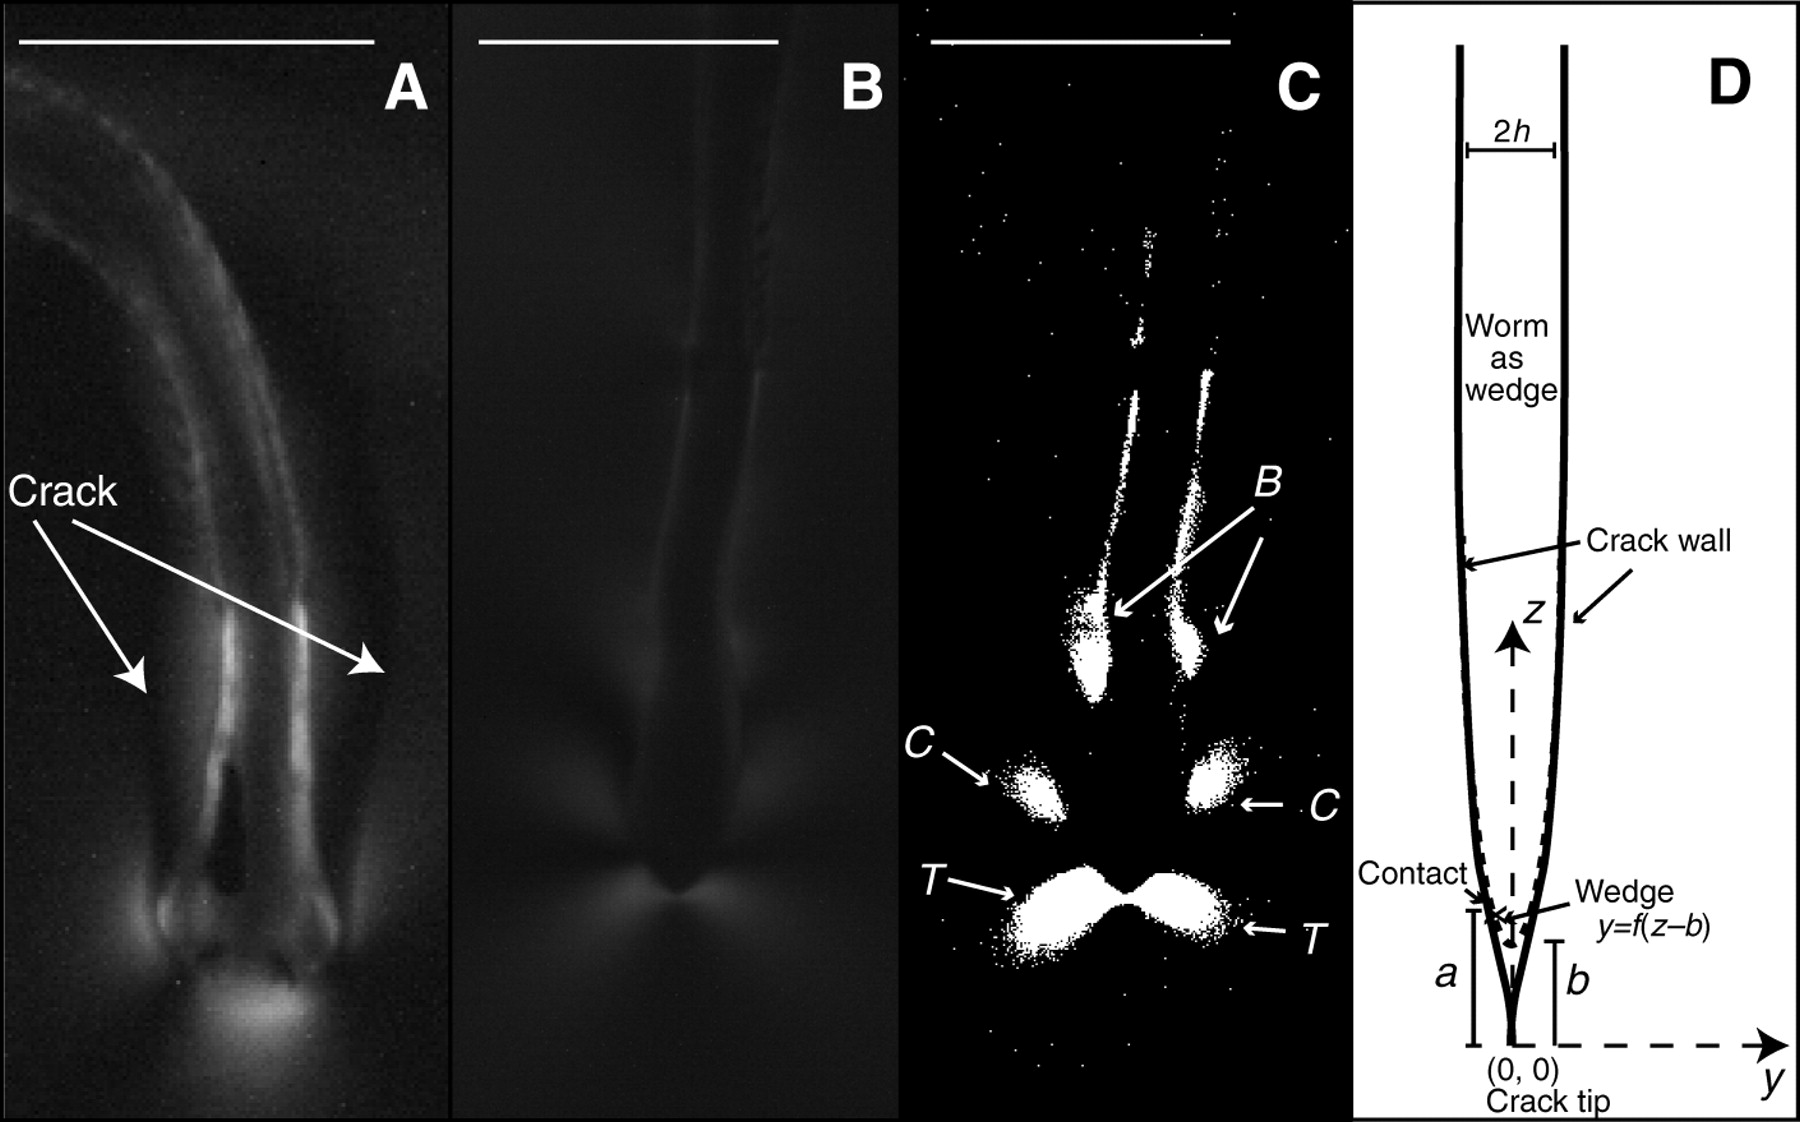 A
Crack
B
C
B
C
C
T
T
D
2h
Worm
as
wedge
Crack wall
z
Contact
Wedge
y=f(z–b)
a
b
(0, 0)
Crack tip
y